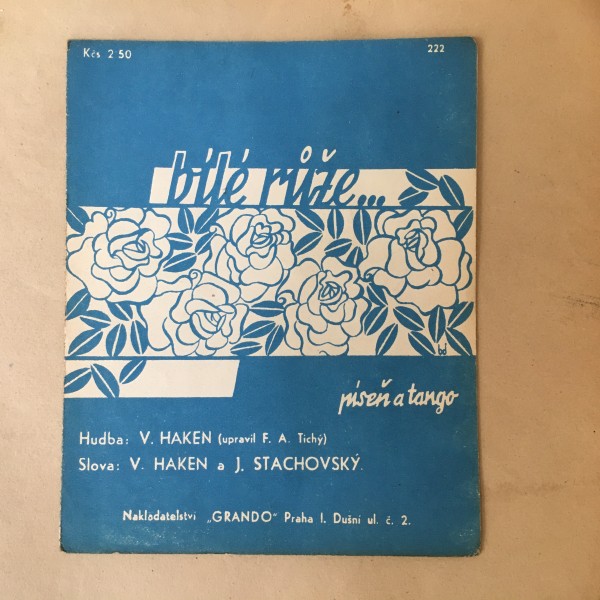 Kčs 2 50
222
bílé růže...
bd
píseň a tango
Hudba: V. HAKEN (upravil F. A. Tichý)
Slova: V. HAKEN a J. STACHOVSKÝ.
Nakladatelství „GRANDO" Praha I. Dušní ul. č. 2.